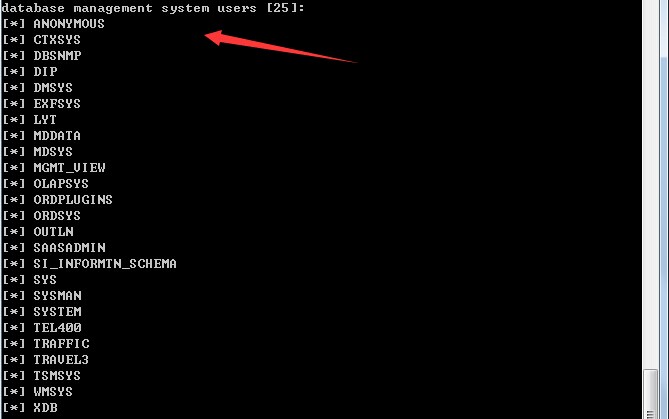 database management system users [25]:
[*] ANONYMOUS
[*] CTXSYS
[*] DBSNMP
[*] DIP
[*] DMSYS
[*] EXFSYS
[*] LYT
[*] MDDATA
[*] MDSYS
[*] MGMT_VIEW
[*] OLAPSYS
[*] ORDPLUGINS
[*] ORDSYS
[*] OUTLN
[*] SAASADMIN
[*] SI_INFORMTN_SCHEMA
[*] SYS
[*] SYSMAN
[*] SYSTEM
[*] TEL400
[*] TRAFFIC
[*] TRAVEL3
[*] TSMSYS
[*] WMSYS
[*] XDB